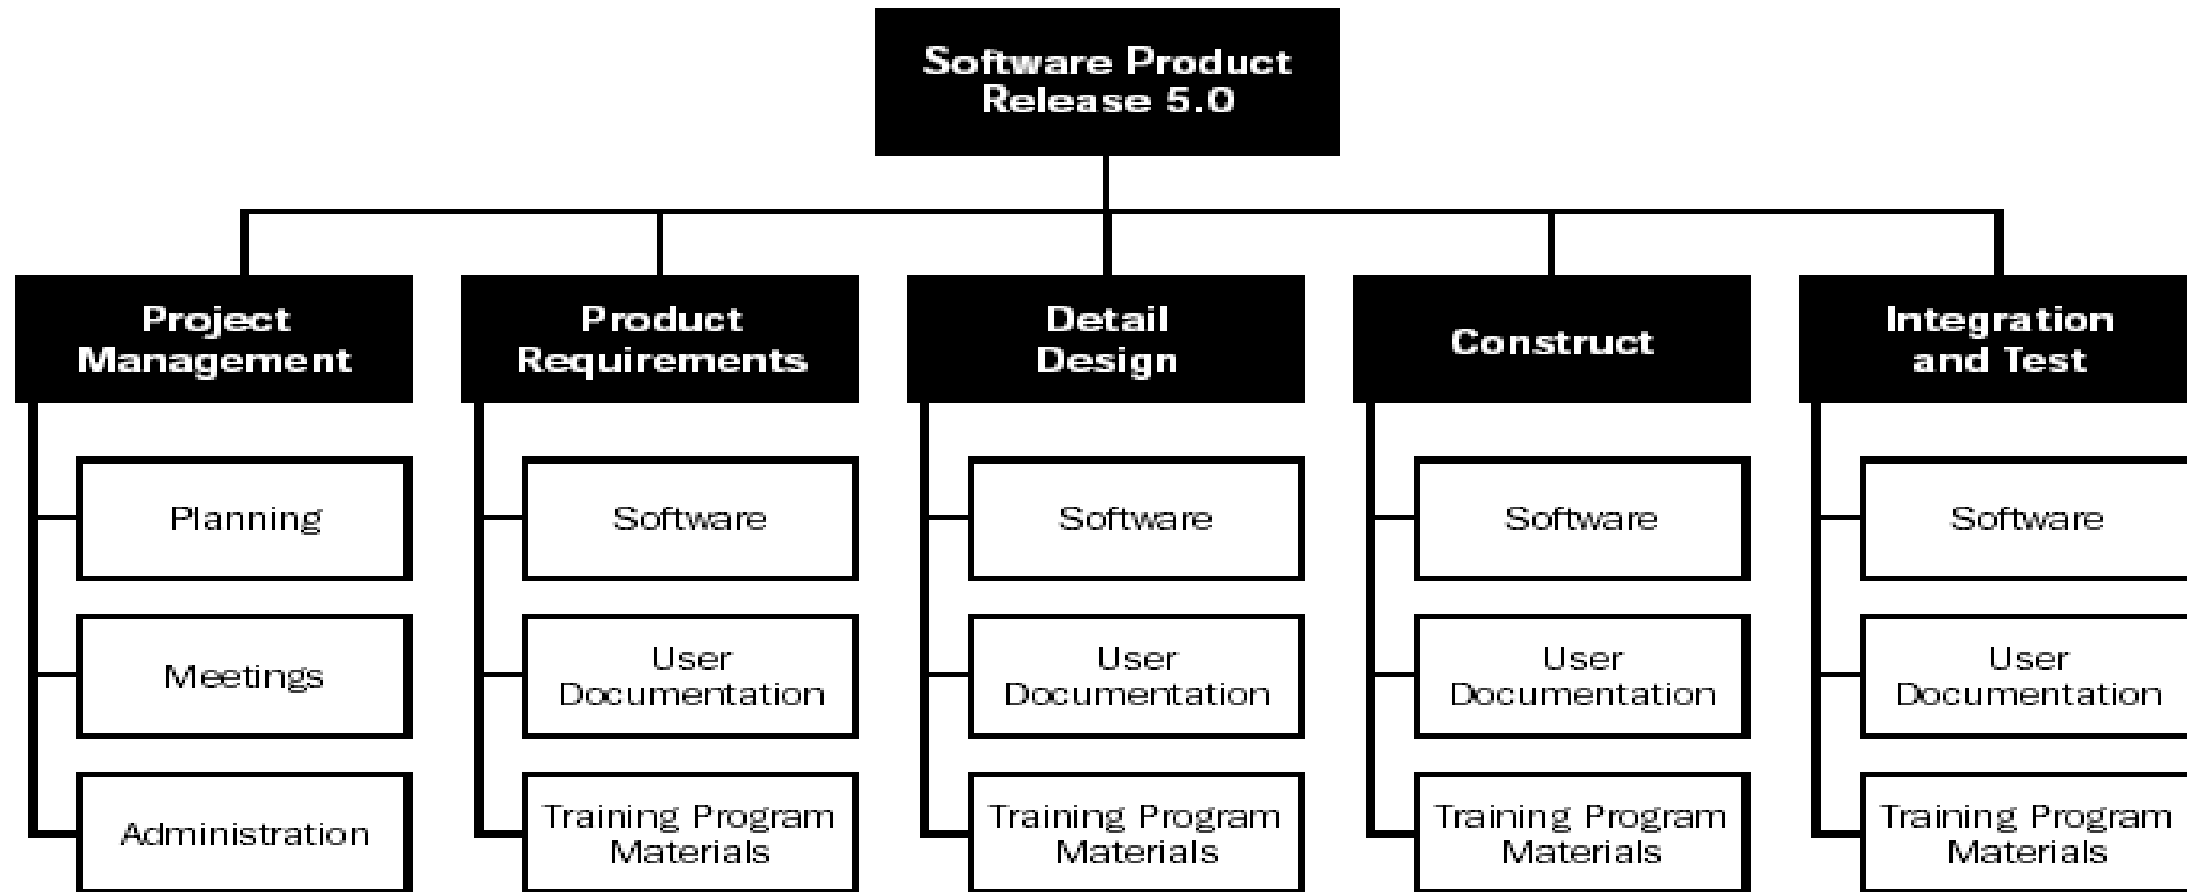 Software Product
Release 5.0
Project
Management
Product
Requirements
Detail
Design
Construct
Integration
and Test
Planning
Software
Software
Software
Software
Meetings
User
Documentation
User
Documentation
User
Documentation
User
Documentation
Administration
Training Program
Materials
Training Program
Materials
Training Program
Materials
Training Program
Materials